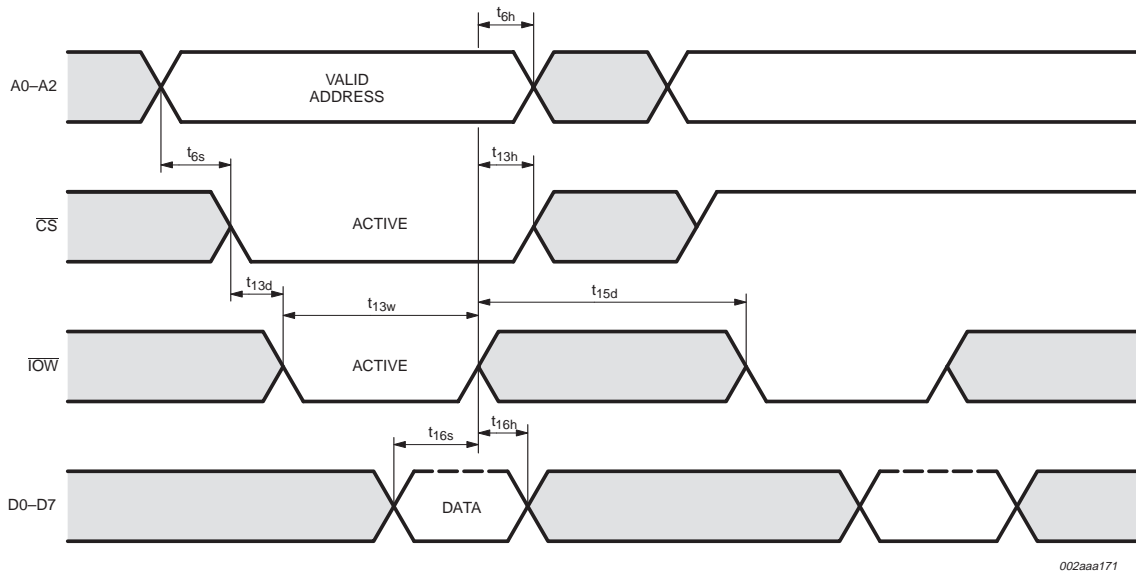 t6h
A0–A2
VALID
ADDRESS
t6s
t13h
CS
ACTIVE
t13d
t13w
t15d
IOW
ACTIVE
t16s
t16h
D0–D7
DATA
002aaa171